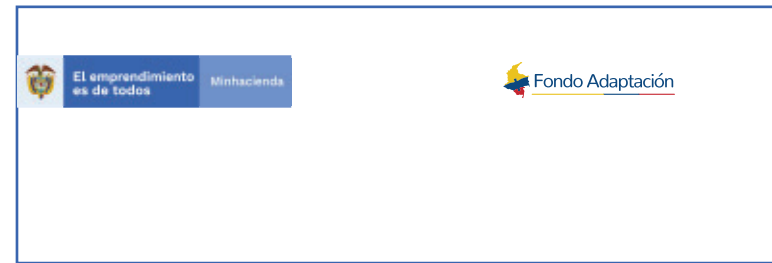 El emprendimiento
es de todos
Minhacienda
Fondo Adaptación